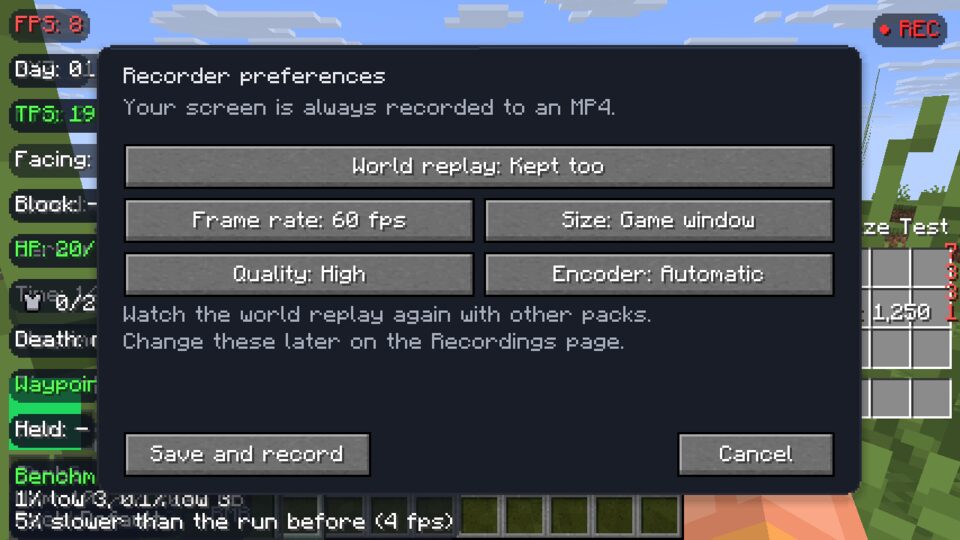 FPS: 8
REC
Day: 01
Recorder preferences
Your screen is always recorded to an MP4.
TPS: 19
Facing:
World replay: Kept too
Block: -
Frame rate: 60 fps
Size: Game window
ze Test
HP: 20/
Quality: High
Encoder: Automatic
0/2
1,250
Watch the world replay again with other packs.
Death:
Change these later on the Recordings page.
Waypoin
Held: -
Save and record
Cancel
Benchm
1% low 3, 0.1% low 3
5% slower than the run before (4 fps)